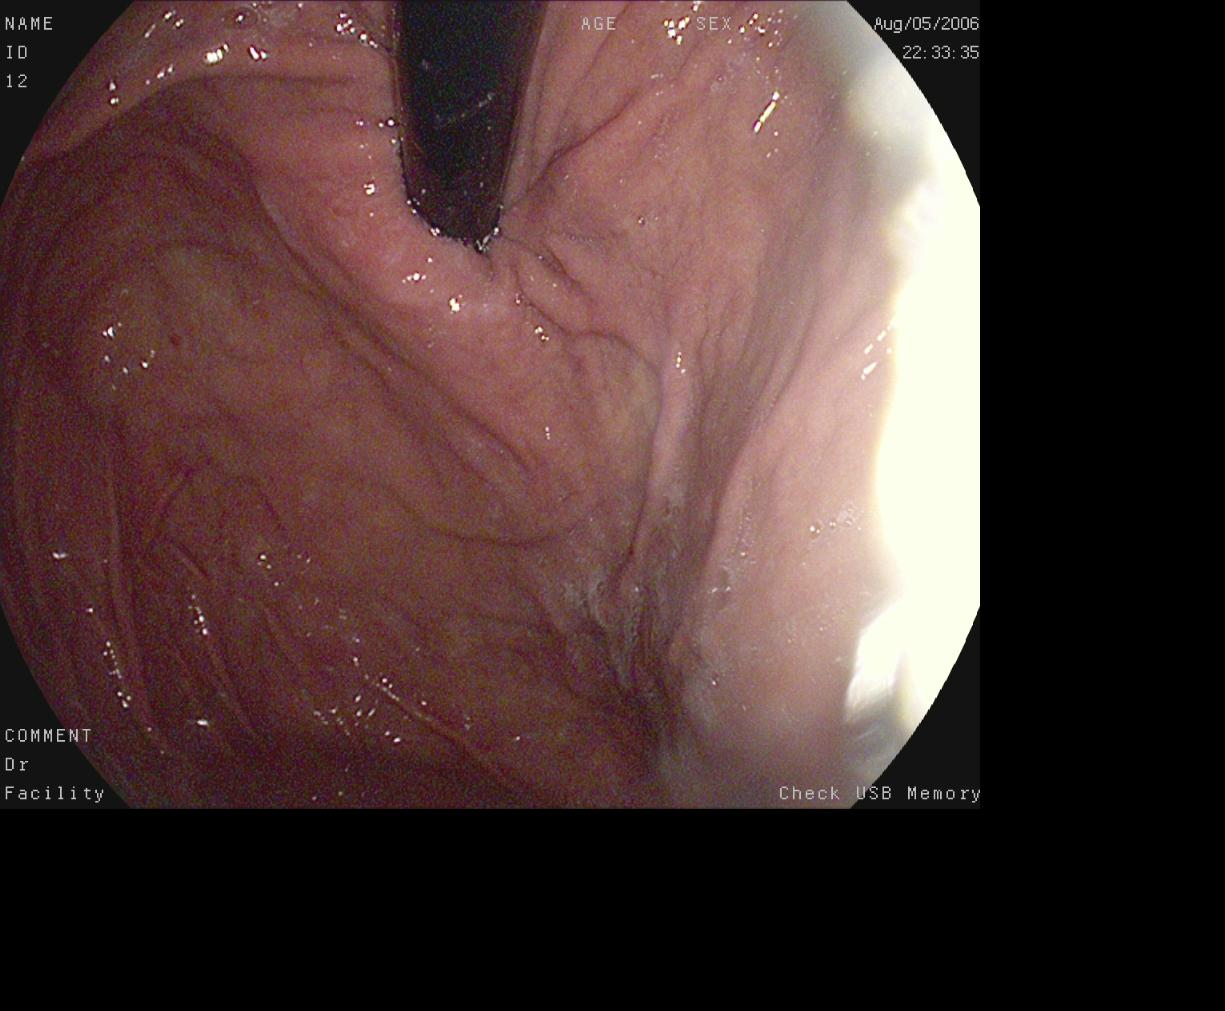 NAME AGE SEX Aug/05/2006
ID 22:33:35
12
COMMENT
Dr
Facility Check USB Memory